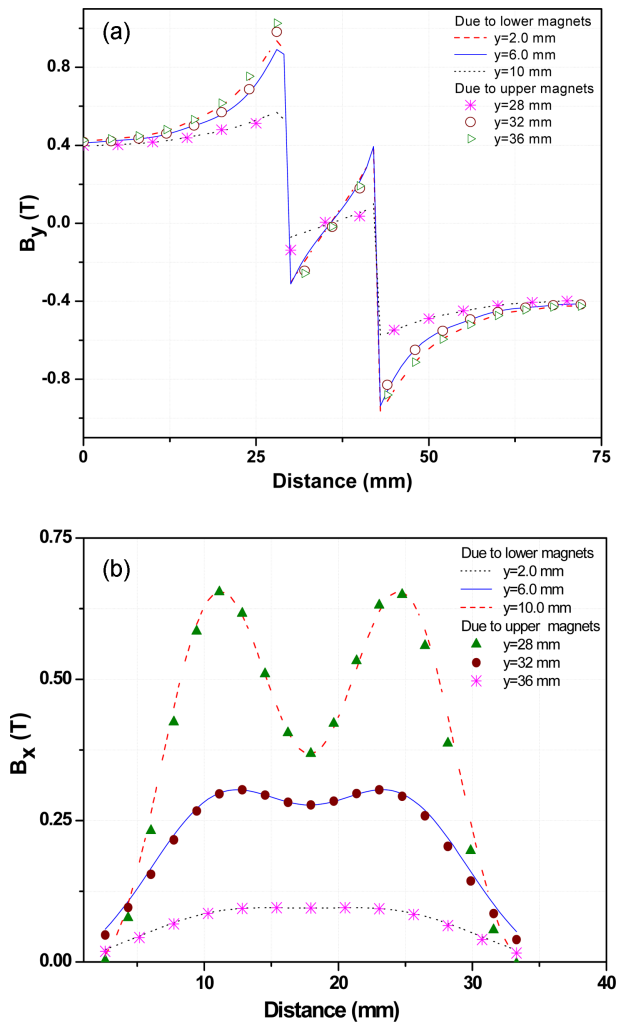 (a)
Due to lower magnets
y=2.0 mm
y=6.0 mm
y=10 mm
Due to upper magnets
y=28 mm
y=32 mm
y=36 mm
0.8
0.4
0.0
-0.4
-0.8
By (T)
0
25
50
75
Distance (mm)
(b)
Due to lower magnets
y=2.0 mm
y=6.0 mm
y=10.0 mm
Due to upper magnets
y=28 mm
y=32 mm
y=36 mm
0.75
0.50
0.25
0.00
Bx (T)
10
20
30
40
Distance (mm)